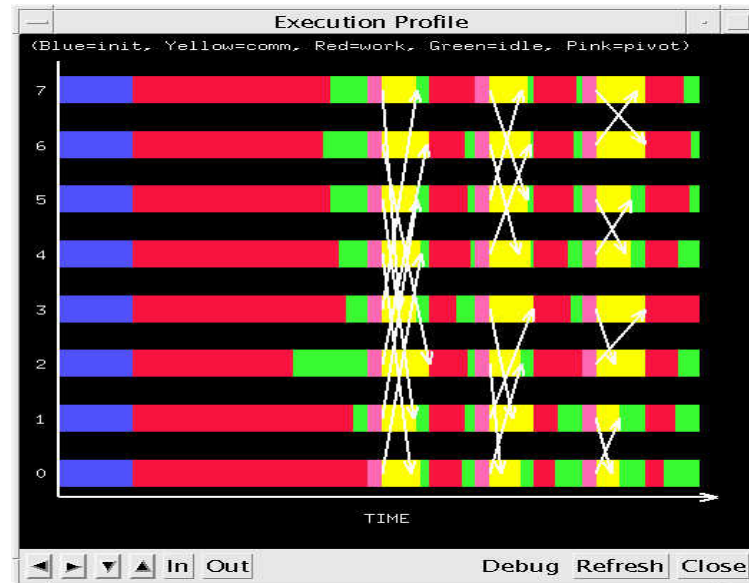 Execution Profile
(Blue=init, Yellow=comm, Red=work, Green=idle, Pink=pivot)
7
6
5
4
3
2
1
0
TIME
In Out Debug Refresh Close